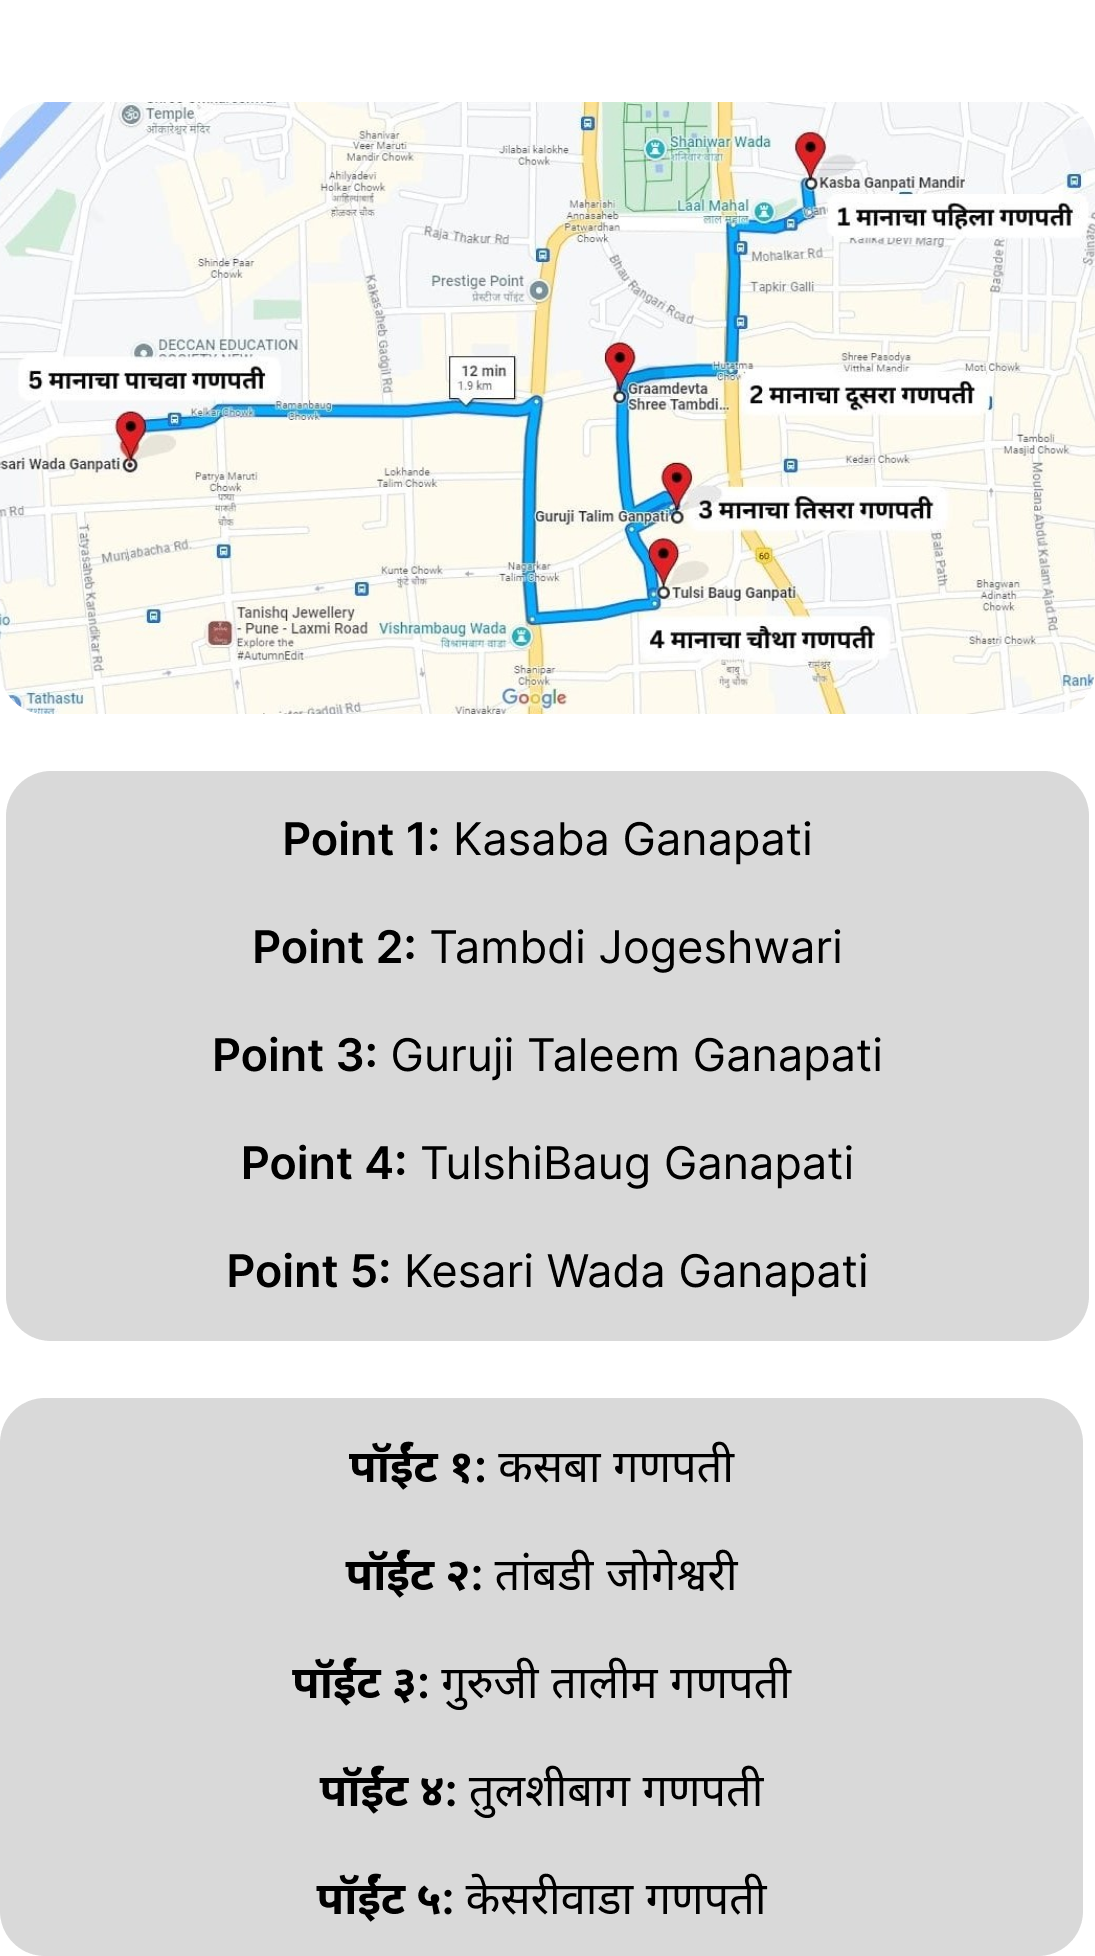 Temple
ओंकारेश्वर मंदिर
Shanivar
Veer Maruti
Mandir Chowk
Jilabai kalokhe
Chowk
Shaniwar Wada
शनिवार वाडा
Kasba Ganpati Mandir
1 मानाचा पहिला गणपती
Ahilyadevi
Holkar Chowk
आहिल्याबाई
होळकर चौक
Maharishi
Annasaheb
Patwardhan
Chowk
Laal Mahal
लाल महाल
Kalika Devi Marg
Raja Thakur Rd
Mohalkar Rd
Bagade R
Shinde Paar
Chowk
Kakasaheb Gadgil Rd
Prestige Point
प्रेस्टीज पॉइंट
Bhau Rangari Road
Tapkir Galli
DECCAN EDUCATION
SOCIETY NEW
5 मानाचा पाचवा गणपती
12 min
1.9 km
Hutatma
Chowk
Shree Pasodya
Vitthal Mandir
Moti Chowk
Graamdevta
Shree Tambdi...
2 मानाचा दूसरा गणपती
Kelkar Chowk
Ramanbaug
Chowk
sari Wada Ganpati
Patrya Maruti
Chowk
पत्र्या
मारुती
चौक
Lokhande
Talim Chowk
Kedari Chowk
Tamboli
Masjid Chowk
n Rd
Guruji Talim Ganpati
3 मानाचा तिसरा गणपती
Munjabacha Rd
Tatyasaheb Karandikar Rd
60
Bala Path
Moulana Abdul Kalam Ajad Rd
Kunte Chowk
कुंटे चौक
Nagarkar
Talim Chowk
Tulsi Baug Ganpati
Bhagwan
Adinath
Chowk
Tanishq Jewellery
- Pune - Laxmi Road
Explore the
#AutumnEdit
Vishrambaug Wada
विश्रामबाग वाडा
4 मानाचा चौथा गणपती
Shastri Chowk
Shanipar
Chowk
बाबू
गेनू चौक
रामेश्वर
चौक
Tathastu
तथास्तु
Google
Gadgil Rd
Vinayakray
Rank
Point 1: Kasaba Ganapati
Point 2: Tambdi Jogeshwari
Point 3: Guruji Taleem Ganapati
Point 4: TulshiBaug Ganapati
Point 5: Kesari Wada Ganapati
पॉईंट १: कसबा गणपती
पॉईंट २: तांबडी जोगेश्वरी
पॉईंट ३: गुरुजी तालीम गणपती
पॉईंट ४: तुलशीबाग गणपती
पॉईंट ५: केसरीवाडा गणपती